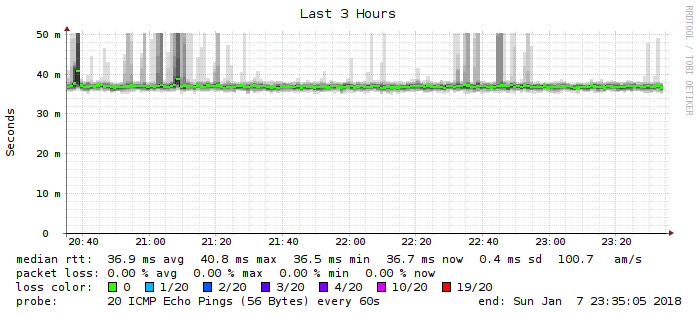 Last 3 Hours
RRDTOOL / TOBI OETIKER
Seconds
50 m
40 m
30 m
20 m
10 m
0
20:40 21:00 21:20 21:40 22:00 22:20 22:40 23:00 23:20
median rtt: 36.9 ms avg 40.8 ms max 36.5 ms min 36.7 ms now 0.4 ms sd 100.7 am/s
packet loss: 0.00 % avg 0.00 % max 0.00 % min 0.00 % now
loss color: 0 1/20 2/20 3/20 4/20 10/20 19/20
probe: 20 ICMP Echo Pings (56 Bytes) every 60s end: Sun Jan 7 23:35:05 2018